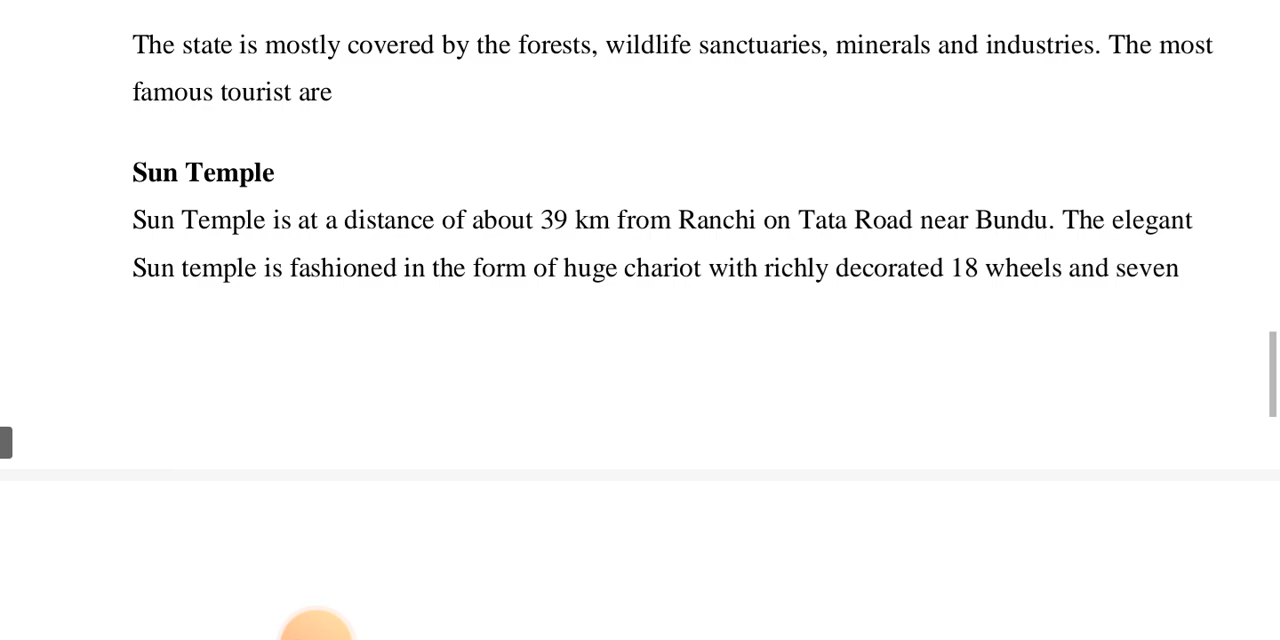 The state is mostly covered by the forests, wildlife sanctuaries, minerals and industries. The most
famous tourist are
Sun Temple
Sun Temple is at a distance of about 39 km from Ranchi on Tata Road near Bundu. The elegant
Sun temple is fashioned in the form of huge chariot with richly decorated 18 wheels and seven